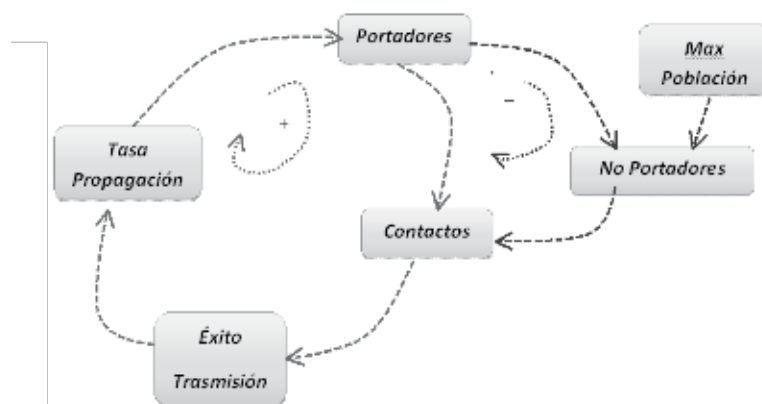 Portadores
Max
Población
+
−
Tasa
Propagación
No Portadores
Contactos
Éxito
Trasmisión